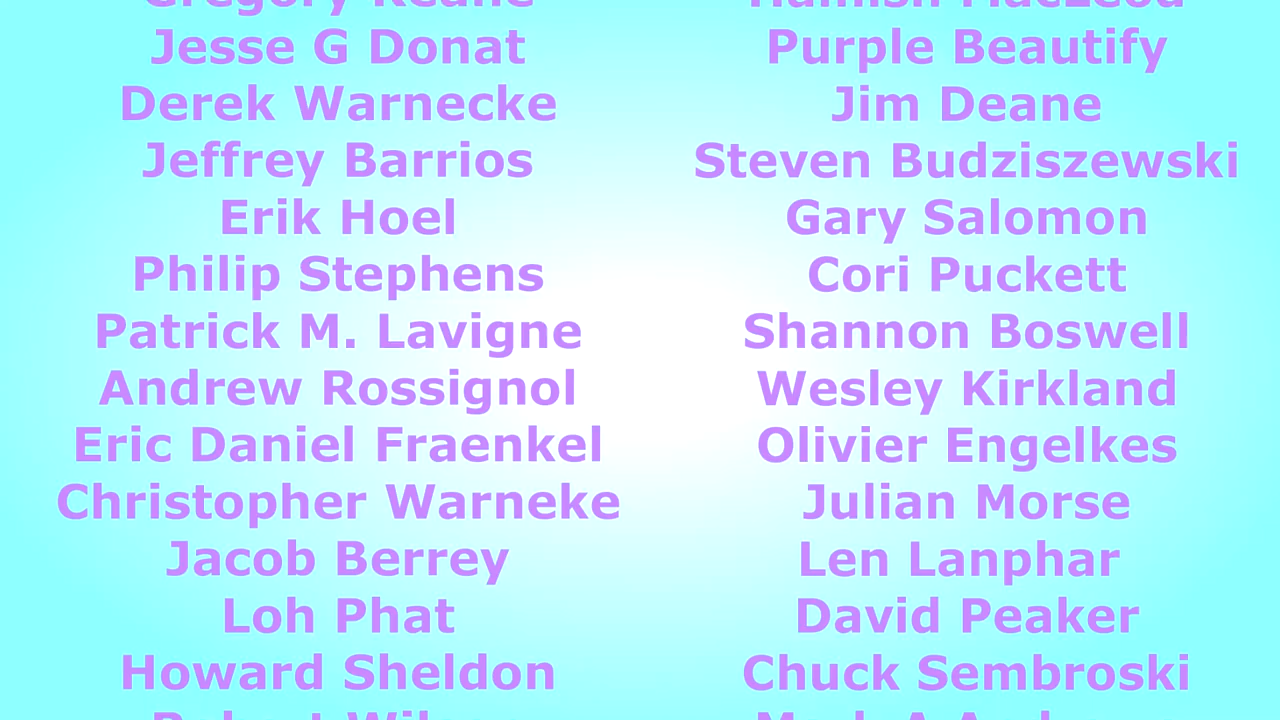 Gregory Keane
Hamish MacLeod
Jesse G Donat
Purple Beautify
Derek Warnecke
Jim Deane
Jeffrey Barrios
Steven Budziszewski
Erik Hoel
Gary Salomon
Philip Stephens
Cori Puckett
Patrick M. Lavigne
Shannon Boswell
Andrew Rossignol
Wesley Kirkland
Eric Daniel Fraenkel
Olivier Engelkes
Christopher Warneke
Julian Morse
Jacob Berrey
Len Lanphar
Loh Phat
David Peaker
Howard Sheldon
Chuck Sembroski
Robert